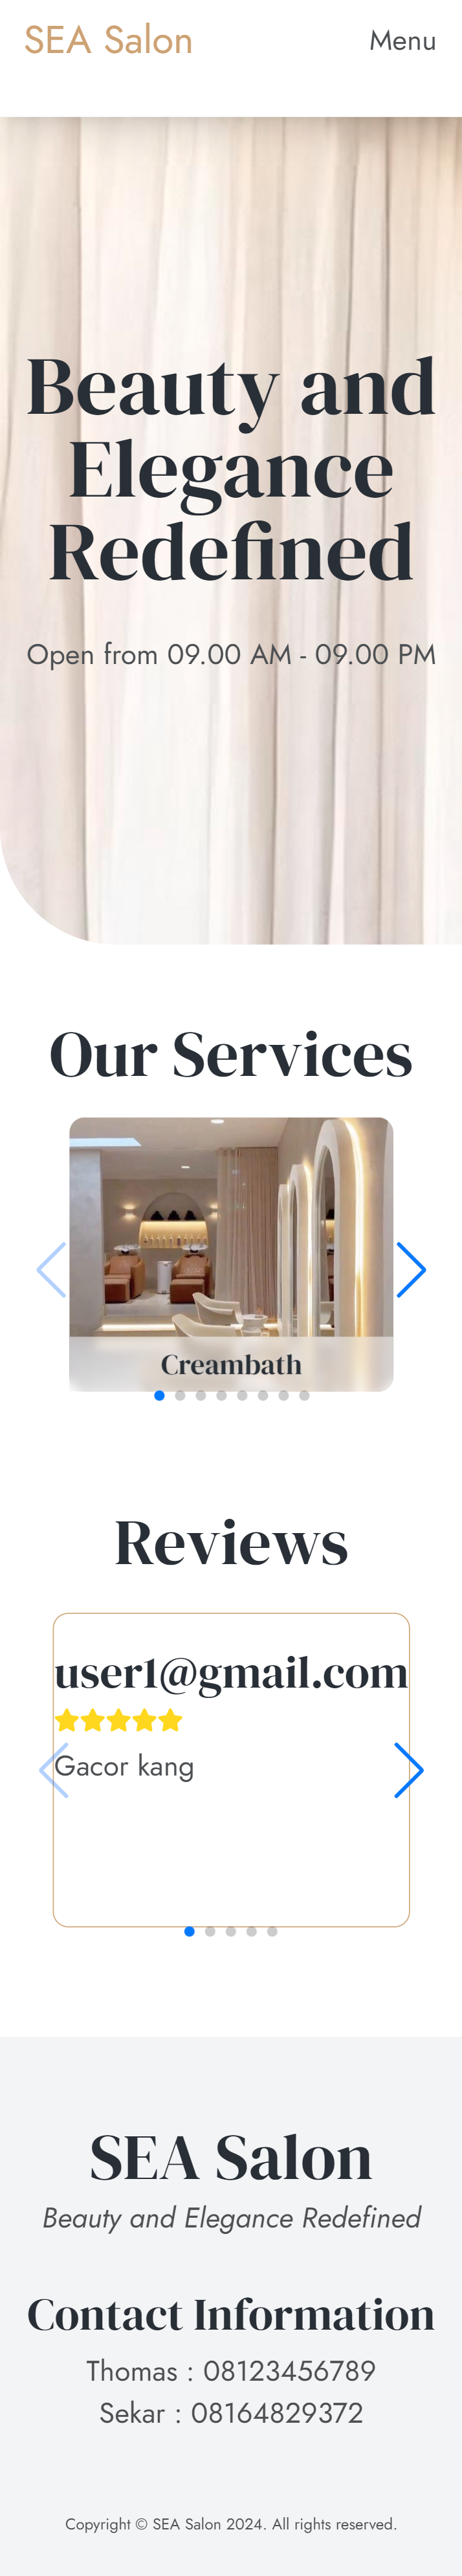 SEA Salon
Menu
Beauty and
Elegance
Redefined
Open from 09.00 AM - 09.00 PM
Our Services
Creambath
Reviews
user1@gmail.com
Gacor kang
SEA Salon
Beauty and Elegance Redefined
Contact Information
Thomas : 08123456789
Sekar : 08164829372
Copyright © SEA Salon 2024. All rights reserved.